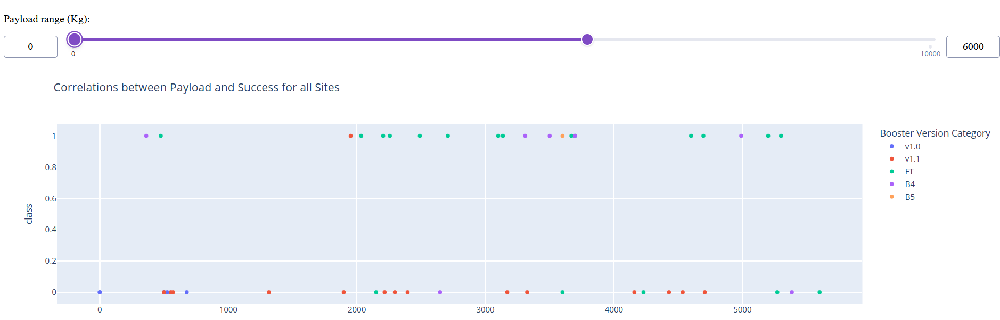 Payload range (Kg):
0
0
10000
6000
Correlations between Payload and Success for all Sites
1
0.8
0.6
0.4
0.2
0
class
0 1000 2000 3000 4000 5000
Booster Version Category
v1.0
v1.1
FT
B4
B5